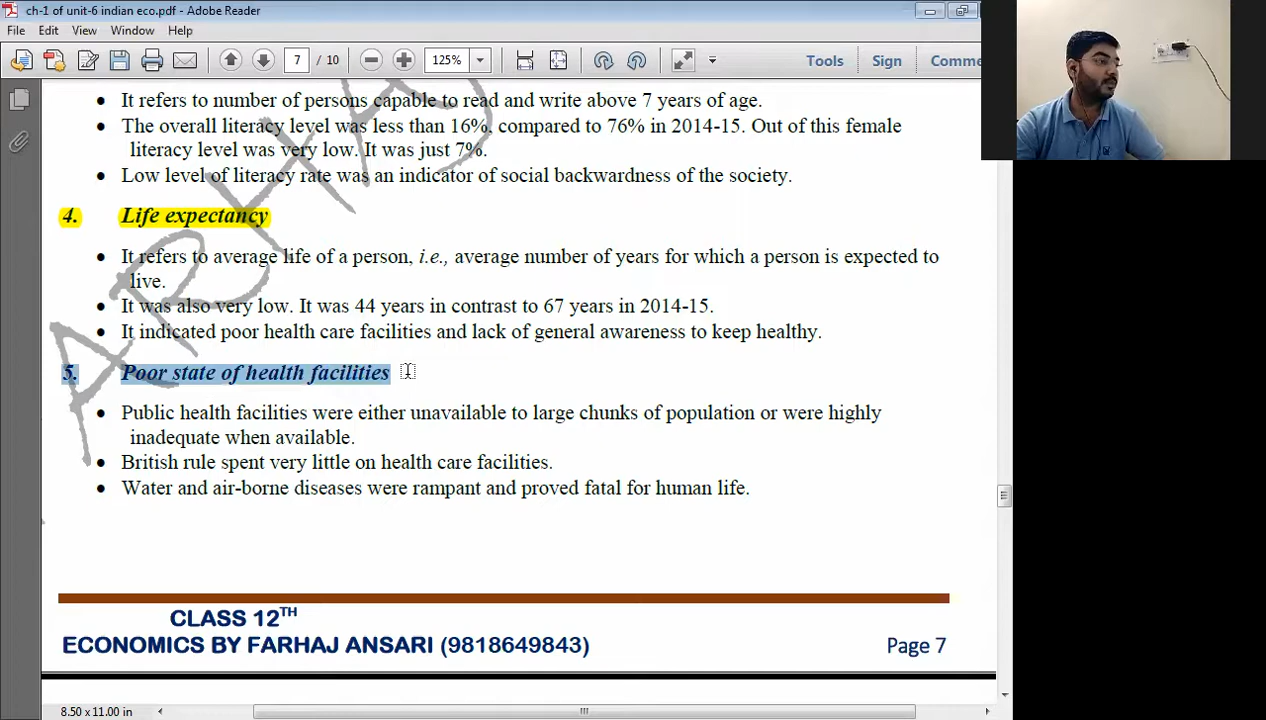 ch-1 of unit-6 indian eco.pdf - Adobe Reader
File Edit View Window Help
7 / 10 125% Tools Sign Comme
• It refers to number of persons capable to read and write above 7 years of age.
• The overall literacy level was less than 16%, compared to 76% in 2014-15. Out of this female
literacy level was very low. It was just 7%.
• Low level of literacy rate was an indicator of social backwardness of the society.
4. Life expectancy
• It refers to average life of a person, i.e., average number of years for which a person is expected to
live.
• It was also very low. It was 44 years in contrast to 67 years in 2014-15.
• It indicated poor health care facilities and lack of general awareness to keep healthy.
5. Poor state of health facilities
• Public health facilities were either unavailable to large chunks of population or were highly
inadequate when available.
• British rule spent very little on health care facilities.
• Water and air-borne diseases were rampant and proved fatal for human life.
ARHA
CLASS 12TH
ECONOMICS BY FARHAJ ANSARI (9818649843) Page 7
8.50 x 11.00 in